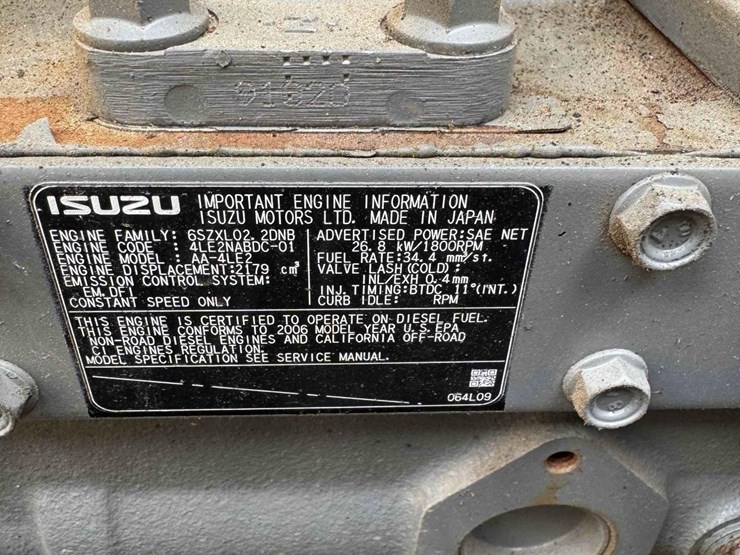 91823
ISUZU IMPORTANT ENGINE INFORMATION
ISUZU MOTORS LTD. MADE IN JAPAN
ENGINE FAMILY: 6SZXL02.2DNB
ENGINE CODE : 4LE2NABDC-01
ENGINE MODEL: AA-4LE2
ENGINE DISPLACEMENT:2179 cm³
EMISSION CONTROL SYSTEM:
EM,DFI
CONSTANT SPEED ONLY
ADVERTISED POWER:SAE NET
26.8 kW/1800RPM
FUEL RATE:34.4 mm³/st.
VALVE LASH(COLD):
INL/EXH 0.4mm
INJ. TIMING:BTDC 11°(INT.)
CURB IDLE: RPM
THIS ENGINE IS CERTIFIED TO OPERATE ON DIESEL FUEL.
THIS ENGINE CONFORMS TO 2006 MODEL YEAR U.S.EPA
NON-ROAD DIESEL ENGINES AND CALIFORNIA OFF-ROAD
CI ENGINES REGULATION.
MODEL SPECIFICATION SEE SERVICE MANUAL.
064L09